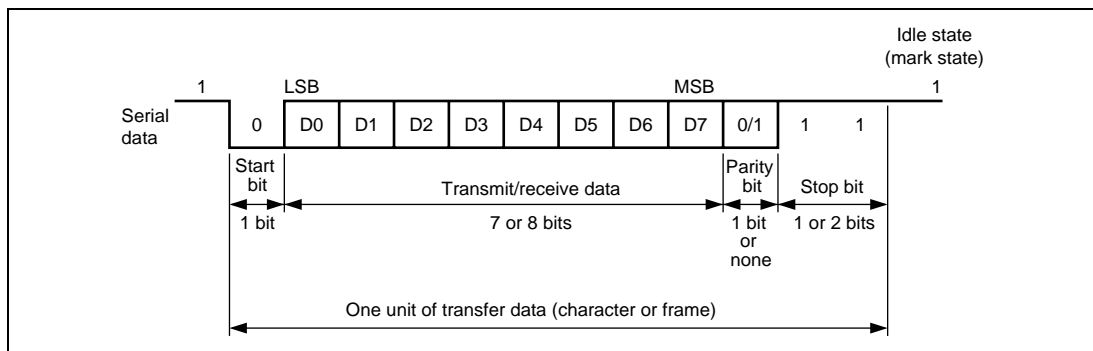 Idle state
(mark state)
1 LSB MSB 1
Serial
data
0 D0 D1 D2 D3 D4 D5 D6 D7 0/1 1 1
Start
bit
Transmit/receive data
Parity
bit
Stop bit
1 bit
7 or 8 bits
1 bit
or
none
1 or 2 bits
One unit of transfer data (character or frame)